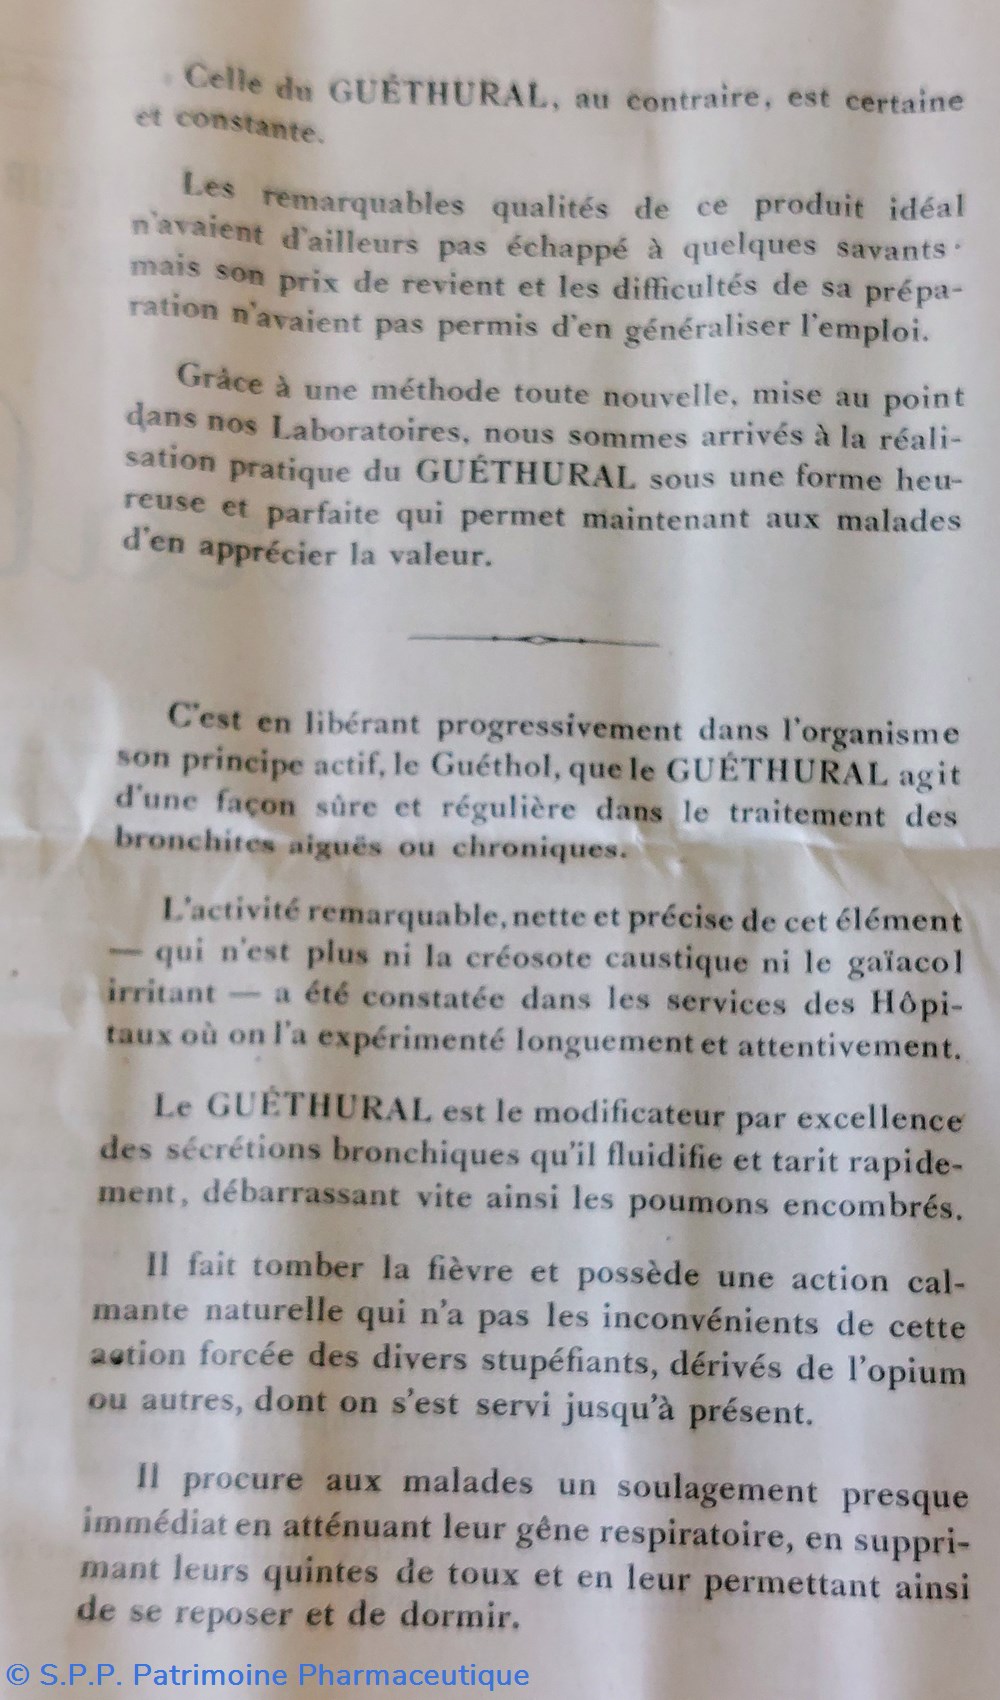 Celle du GUÉTHURAL, au contraire, est certaine
et constante.
Les remarquables qualités de ce produit idéal
n'avaient d'ailleurs pas échappé à quelques savants
mais son prix de revient et les difficultés de sa prépa-
ration n'avaient pas permis d'en généraliser l'emploi.
Grâce à une méthode toute nouvelle, mise au point
dans nos Laboratoires, nous sommes arrivés à la réali-
sation pratique du GUÉTHURAL sous une forme heu-
reuse et parfaite qui permet maintenant aux malades
d'en apprécier la valeur.
C'est en libérant progressivement dans l'organisme
son principe actif, le Guéthol, que le GUÉTHURAL agit
d'une façon sûre et régulière dans le traitement des
bronchites aiguës ou chroniques.
L'activité remarquable, nette et précise de cet élément
— qui n'est plus ni la créosote caustique ni le gaïacol
irritant — a été constatée dans les services des Hôpi-
taux où on l'a expérimenté longuement et attentivement.
Le GUÉTHURAL est le modificateur par excellence
des sécrétions bronchiques qu'il fluidifie et tarit rapide-
ment, débarrassant vite ainsi les poumons encombrés.
Il fait tomber la fièvre et possède une action cal-
mante naturelle qui n'a pas les inconvénients de cette
action forcée des divers stupéfiants, dérivés de l'opium
ou autres, dont on s'est servi jusqu'à présent.
Il procure aux malades un soulagement presque
immédiat en atténuant leur gêne respiratoire, en suppri-
mant leurs quintes de toux et en leur permettant ainsi
de se reposer et de dormir.
© S.P.P. Patrimoine Pharmaceutique